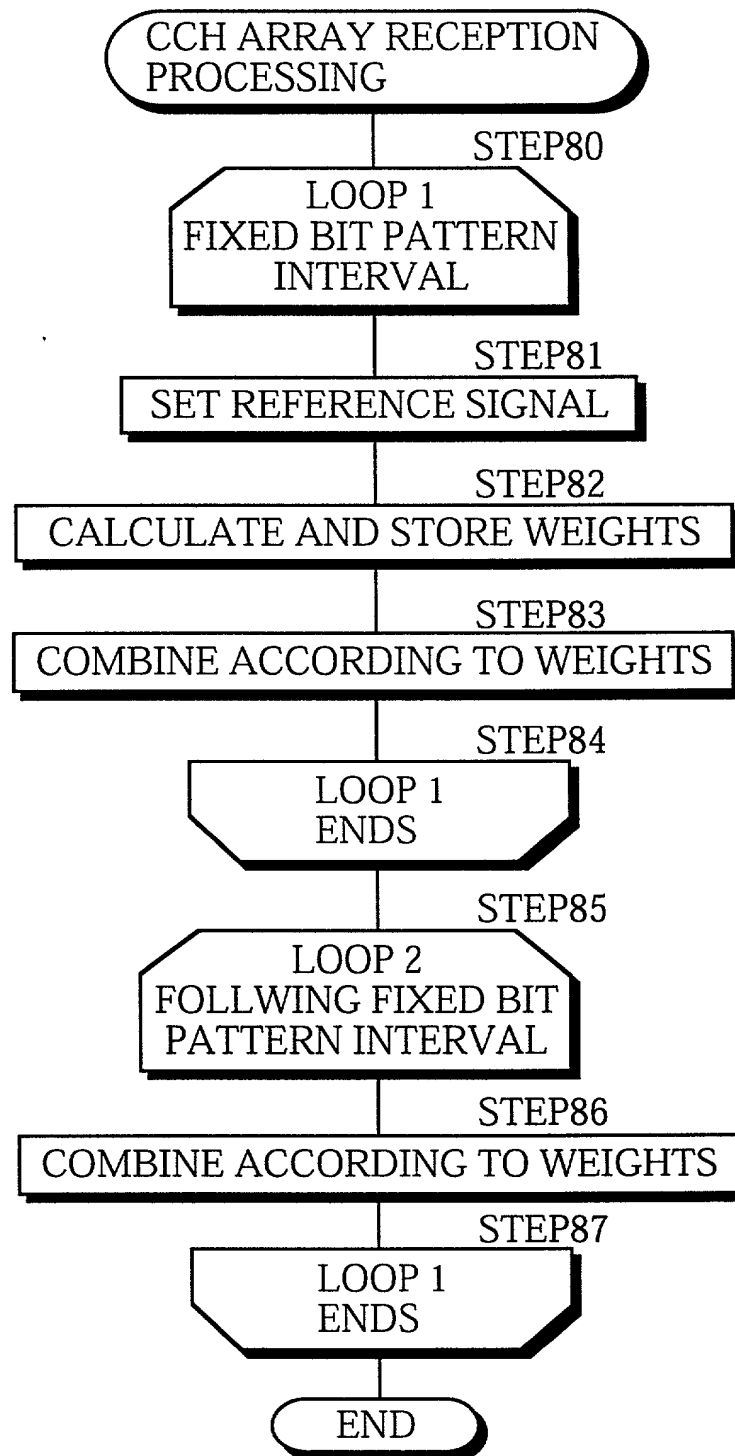 CCH ARRAY RECEPTION
PROCESSING
STEP80
LOOP 1
FIXED BIT PATTERN
INTERVAL
STEP81
SET REFERENCE SIGNAL
STEP82
CALCULATE AND STORE WEIGHTS
STEP83
COMBINE ACCORDING TO WEIGHTS
STEP84
LOOP 1
ENDS
STEP85
LOOP 2
FOLLWING FIXED BIT
PATTERN INTERVAL
STEP86
COMBINE ACCORDING TO WEIGHTS
STEP87
LOOP 1
ENDS
END